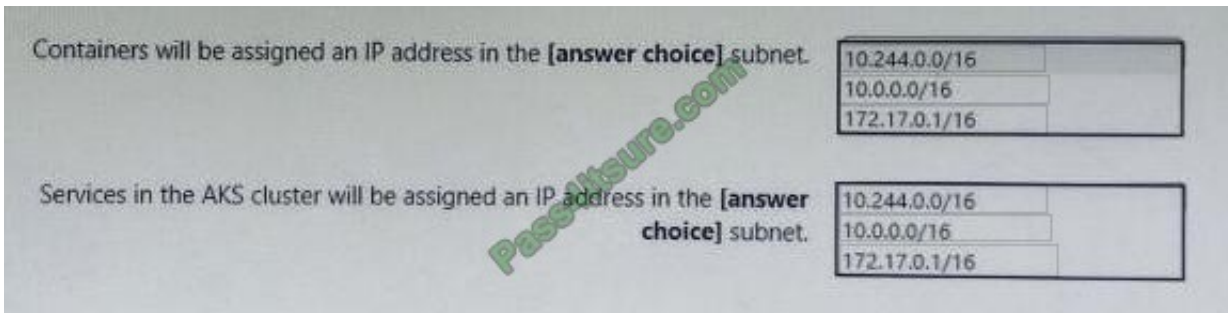 Containers will be assigned an IP address in the [answer choice] subnet.
10.244.0.0/16
10.0.0.0/16
172.17.0.1/16
Services in the AKS cluster will be assigned an IP address in the [answer
choice] subnet.
10.244.0.0/16
10.0.0.0/16
172.17.0.1/16
Pass4itsure.com